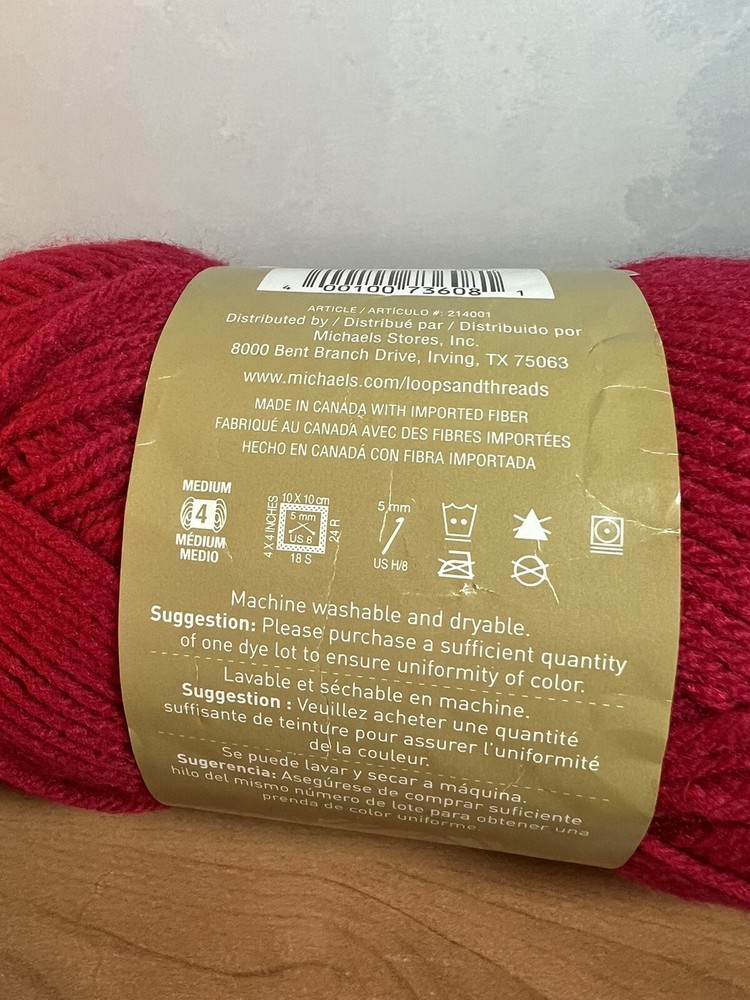 4 00100 73608 1
ARTICLE / ARTÍCULO #: 214001
Distributed by / Distribué par / Distribuido por
Michaels Stores, Inc.
8000 Bent Branch Drive, Irving, TX 75063
www.michaels.com/loopsandthreads
MADE IN CANADA WITH IMPORTED FIBER
FABRIQUÉ AU CANADA AVEC DES FIBRES IMPORTÉES
HECHO EN CANADÁ CON FIBRA IMPORTADA
MEDIUM
4
MÉDIUM
MEDIO
4 X 4 INCHES
10 X 10 cm
5 mm
US 8
24 R
18 S
5 mm
US H/8
Machine washable and dryable.
Suggestion: Please purchase a sufficient quantity
of one dye lot to ensure uniformity of color.
Lavable et séchable en machine.
Suggestion : Veuillez acheter une quantité
suffisante de teinture pour assurer l'uniformité
de la couleur.
Se puede lavar y secar a máquina.
Sugerencia: Asegúrese de comprar suficiente
hilo del mismo número de lote para obtener una
prenda de color uniforme.